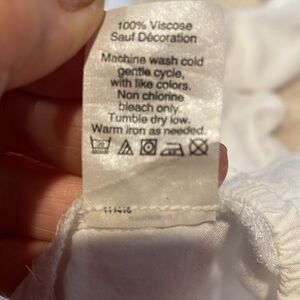 100% Viscose
Sauf Décoration
Machine wash cold
gentle cycle,
with like colors.
Non chlorine
bleach only.
Tumble dry low.
Warm iron as needed.